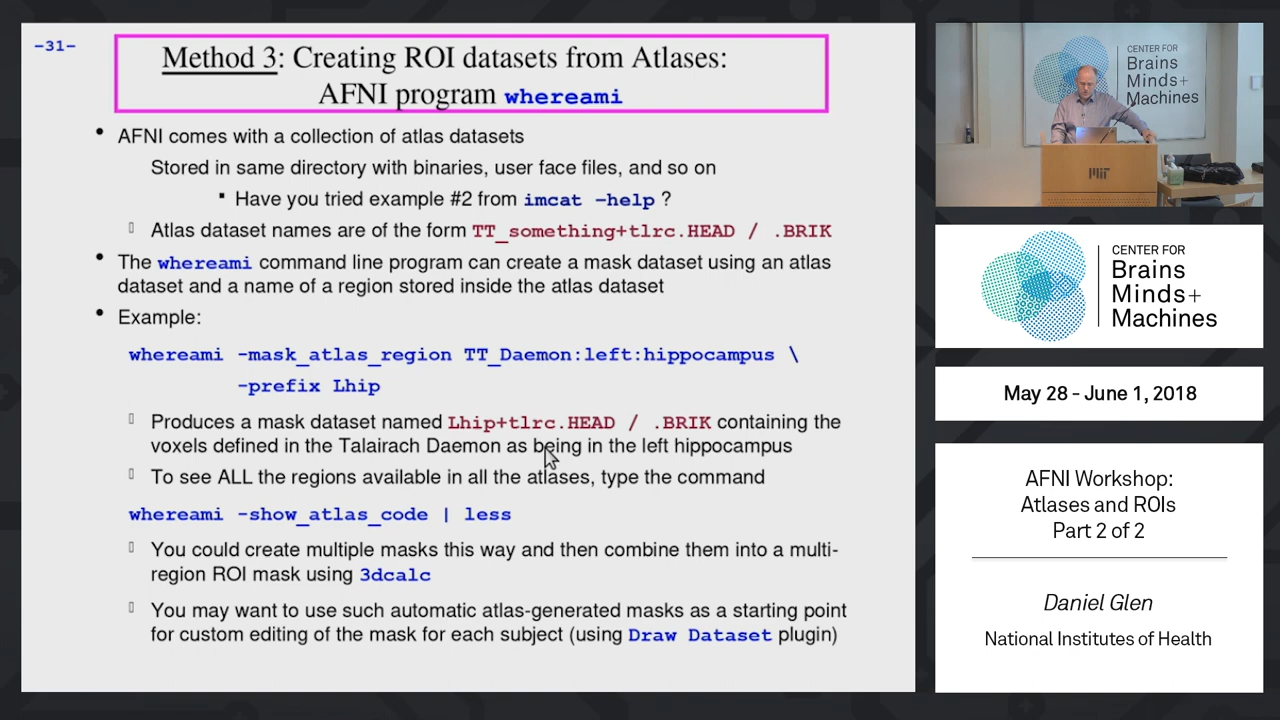 -31-
Method 3: Creating ROI datasets from Atlases:
AFNI program whereami
• AFNI comes with a collection of atlas datasets
Stored in same directory with binaries, user face files, and so on
▪ Have you tried example #2 from imcat -help ?
Atlas dataset names are of the form TT_something+tlrc.HEAD / .BRIK
• The whereami command line program can create a mask dataset using an atlas
dataset and a name of a region stored inside the atlas dataset
• Example:
whereami -mask_atlas_region TT_Daemon:left:hippocampus \
-prefix Lhip
Produces a mask dataset named Lhip+tlrc.HEAD / .BRIK containing the
voxels defined in the Talairach Daemon as being in the left hippocampus
To see ALL the regions available in all the atlases, type the command
whereami -show_atlas_code | less
You could create multiple masks this way and then combine them into a multi-
region ROI mask using 3dcalc
You may want to use such automatic atlas-generated masks as a starting point
for custom editing of the mask for each subject (using Draw Dataset plugin)
CENTER FOR
Brains
Minds+
Machines
MIT
CENTER FOR
Brains
Minds+
Machines
May 28 - June 1, 2018
AFNI Workshop:
Atlases and ROIs
Part 2 of 2
Daniel Glen
National Institutes of Health